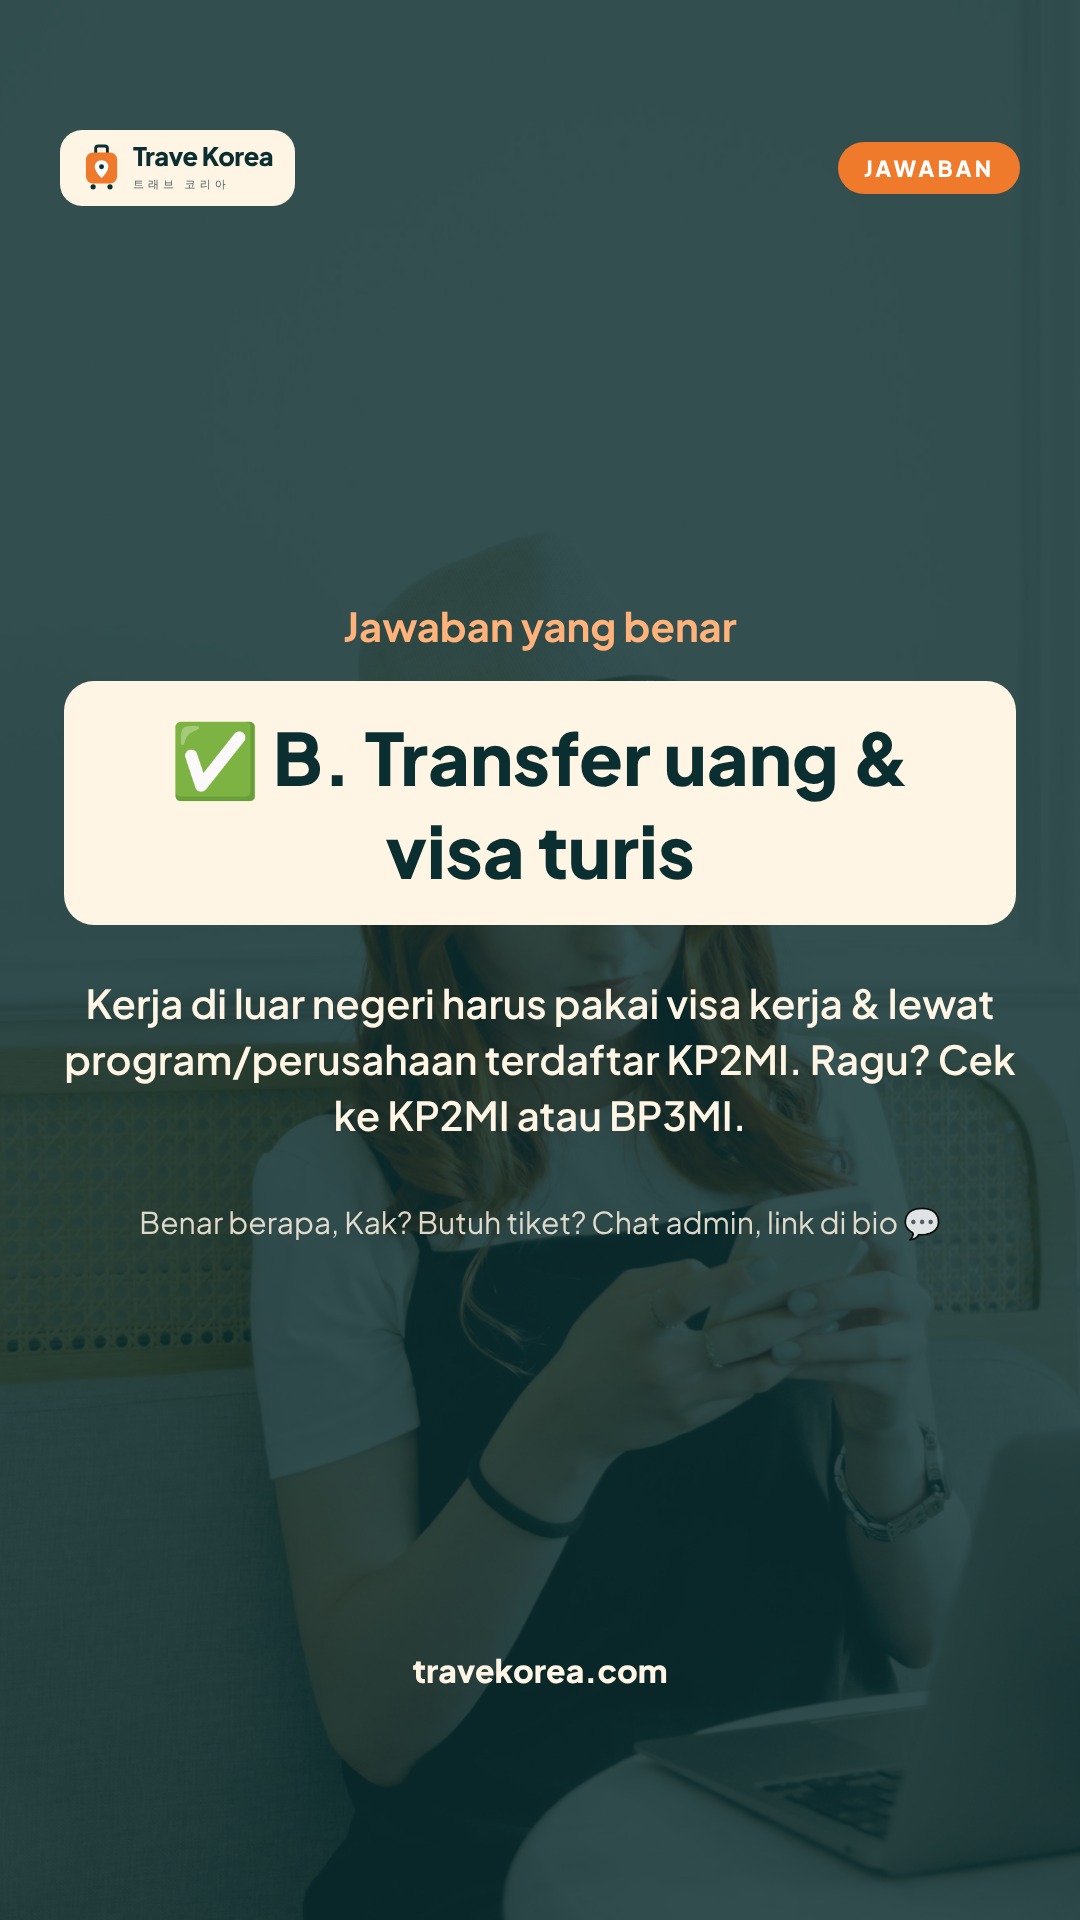 Trave Korea
트래브 코리아
JAWABAN
Jawaban yang benar
✅ B. Transfer uang &
visa turis
Kerja di luar negeri harus pakai visa kerja & lewat
program/perusahaan terdaftar KP2MI. Ragu? Cek
ke KP2MI atau BP3MI.
Benar berapa, Kak? Butuh tiket? Chat admin, link di bio 💬
travekorea.com